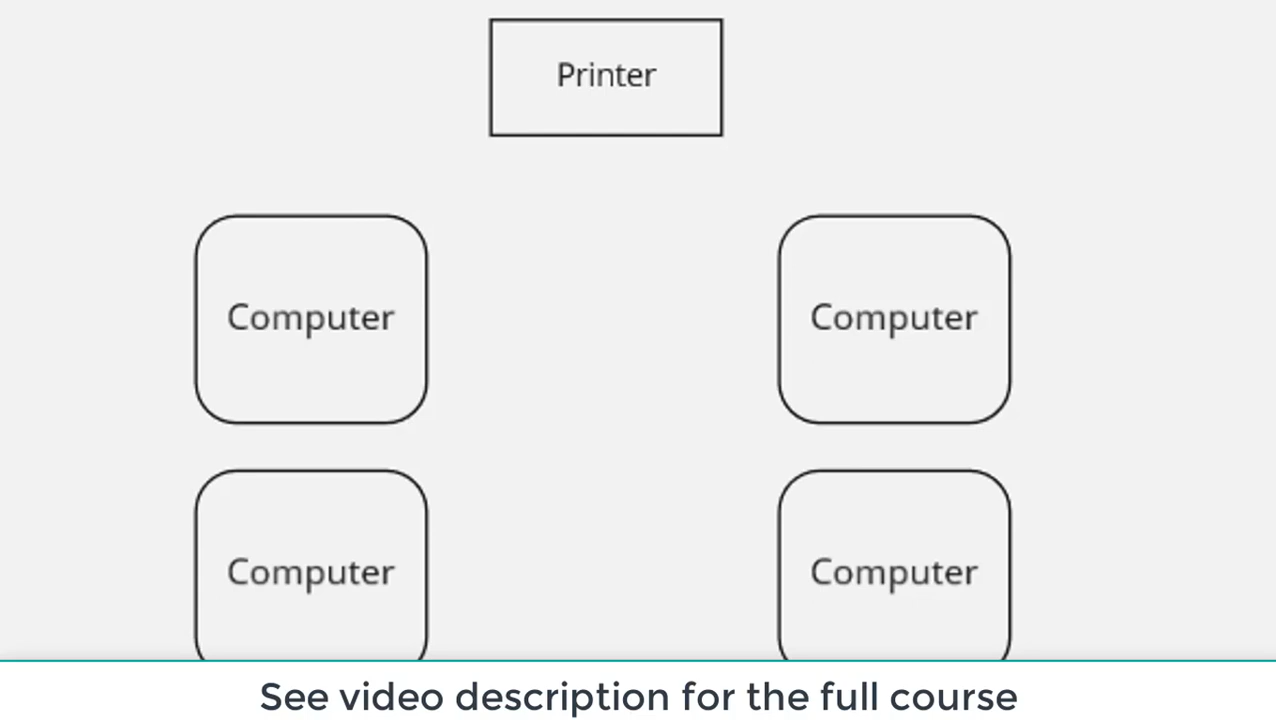 Printer
Computer
Computer
Computer
Computer
See video description for the full course